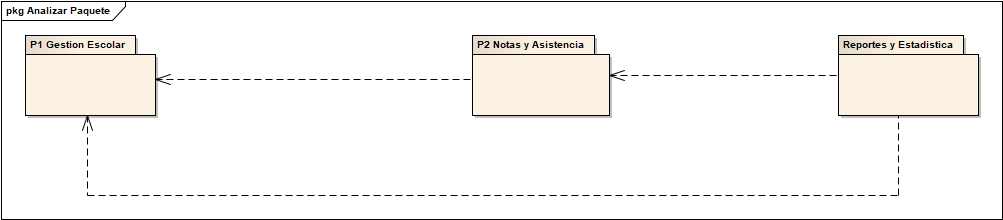 pkg Analizar Paquete
P1 Gestion Escolar
P2 Notas y Asistencia
Reportes y Estadistica